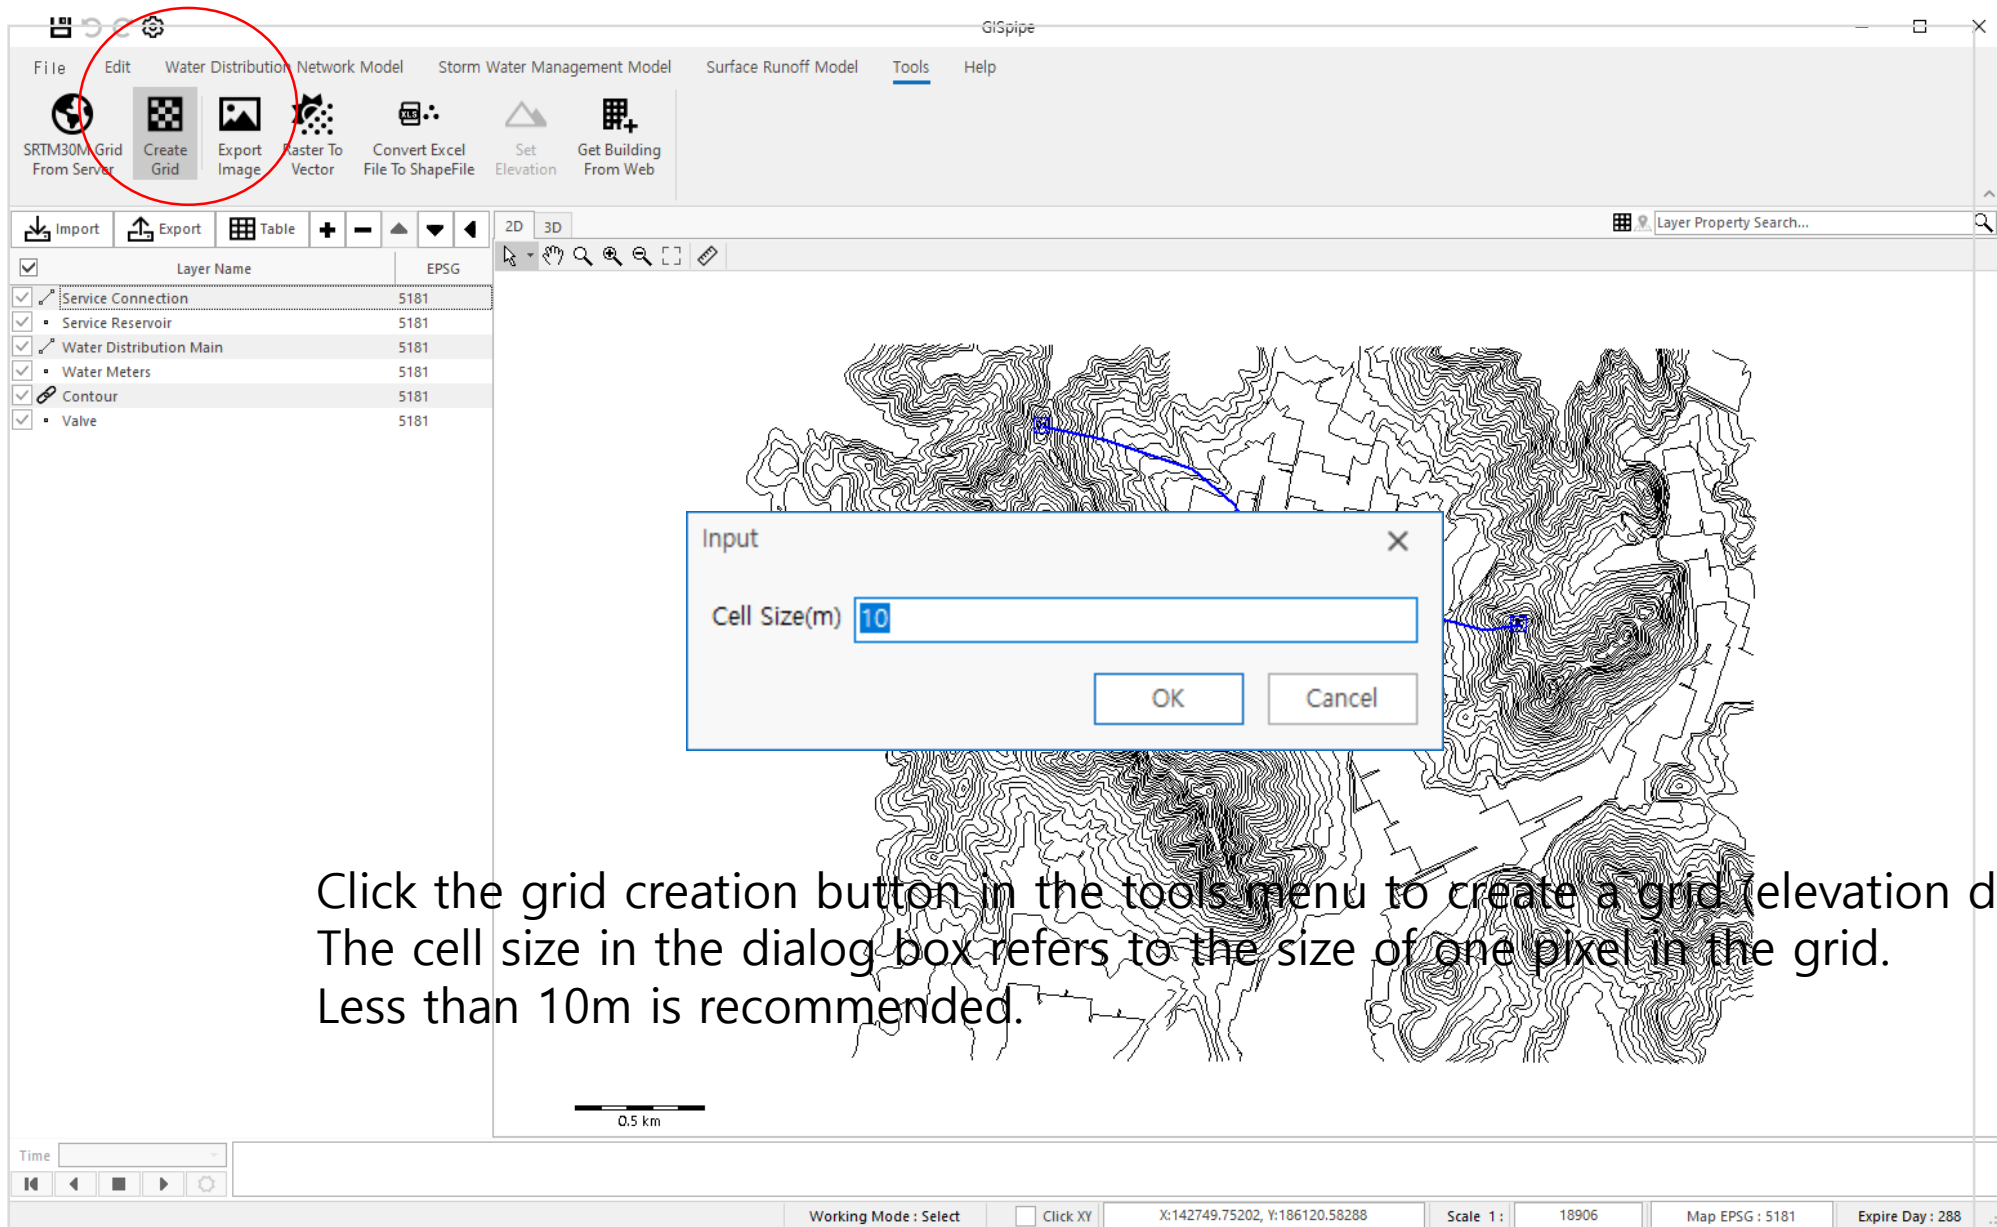 GISpipe
File Edit Water Distribution Network Model Storm Water Management Model Surface Runoff Model Tools Help
SRTM30M Grid From Server
Create Grid
Export Image
Raster To Vector
XLS
Convert Excel File To ShapeFile
Set Elevation
Get Building From Web
Import Export Table
2D 3D
Layer Property Search...
Layer Name EPSG
Service Connection 5181
Service Reservoir 5181
Water Distribution Main 5181
Water Meters 5181
Contour 5181
Valve 5181
Input
Cell Size(m) 10
OK Cancel
Click the grid creation button in the tools menu to create a grid (elevation d
The cell size in the dialog box refers to the size of one pixel in the grid.
Less than 10m is recommended.
0.5 km
Time
Working Mode : Select Click XY X:142749.75202, Y:186120.58288 Scale 1 : 18906 Map EPSG : 5181 Expire Day : 288